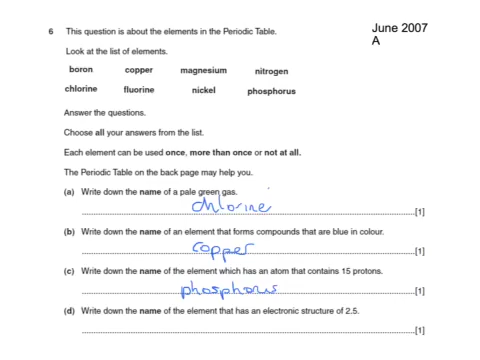 June 2007
A
6 This question is about the elements in the Periodic Table.
Look at the list of elements.
boron copper magnesium nitrogen
chlorine fluorine nickel phosphorus
Answer the questions.
Choose all your answers from the list.
Each element can be used once, more than once or not at all.
The Periodic Table on the back page may help you.
(a) Write down the name of a pale green gas.
chlorine
[1]
(b) Write down the name of an element that forms compounds that are blue in colour.
copper
[1]
(c) Write down the name of the element which has an atom that contains 15 protons.
phosphorus
[1]
(d) Write down the name of the element that has an electronic structure of 2.5.
[1]